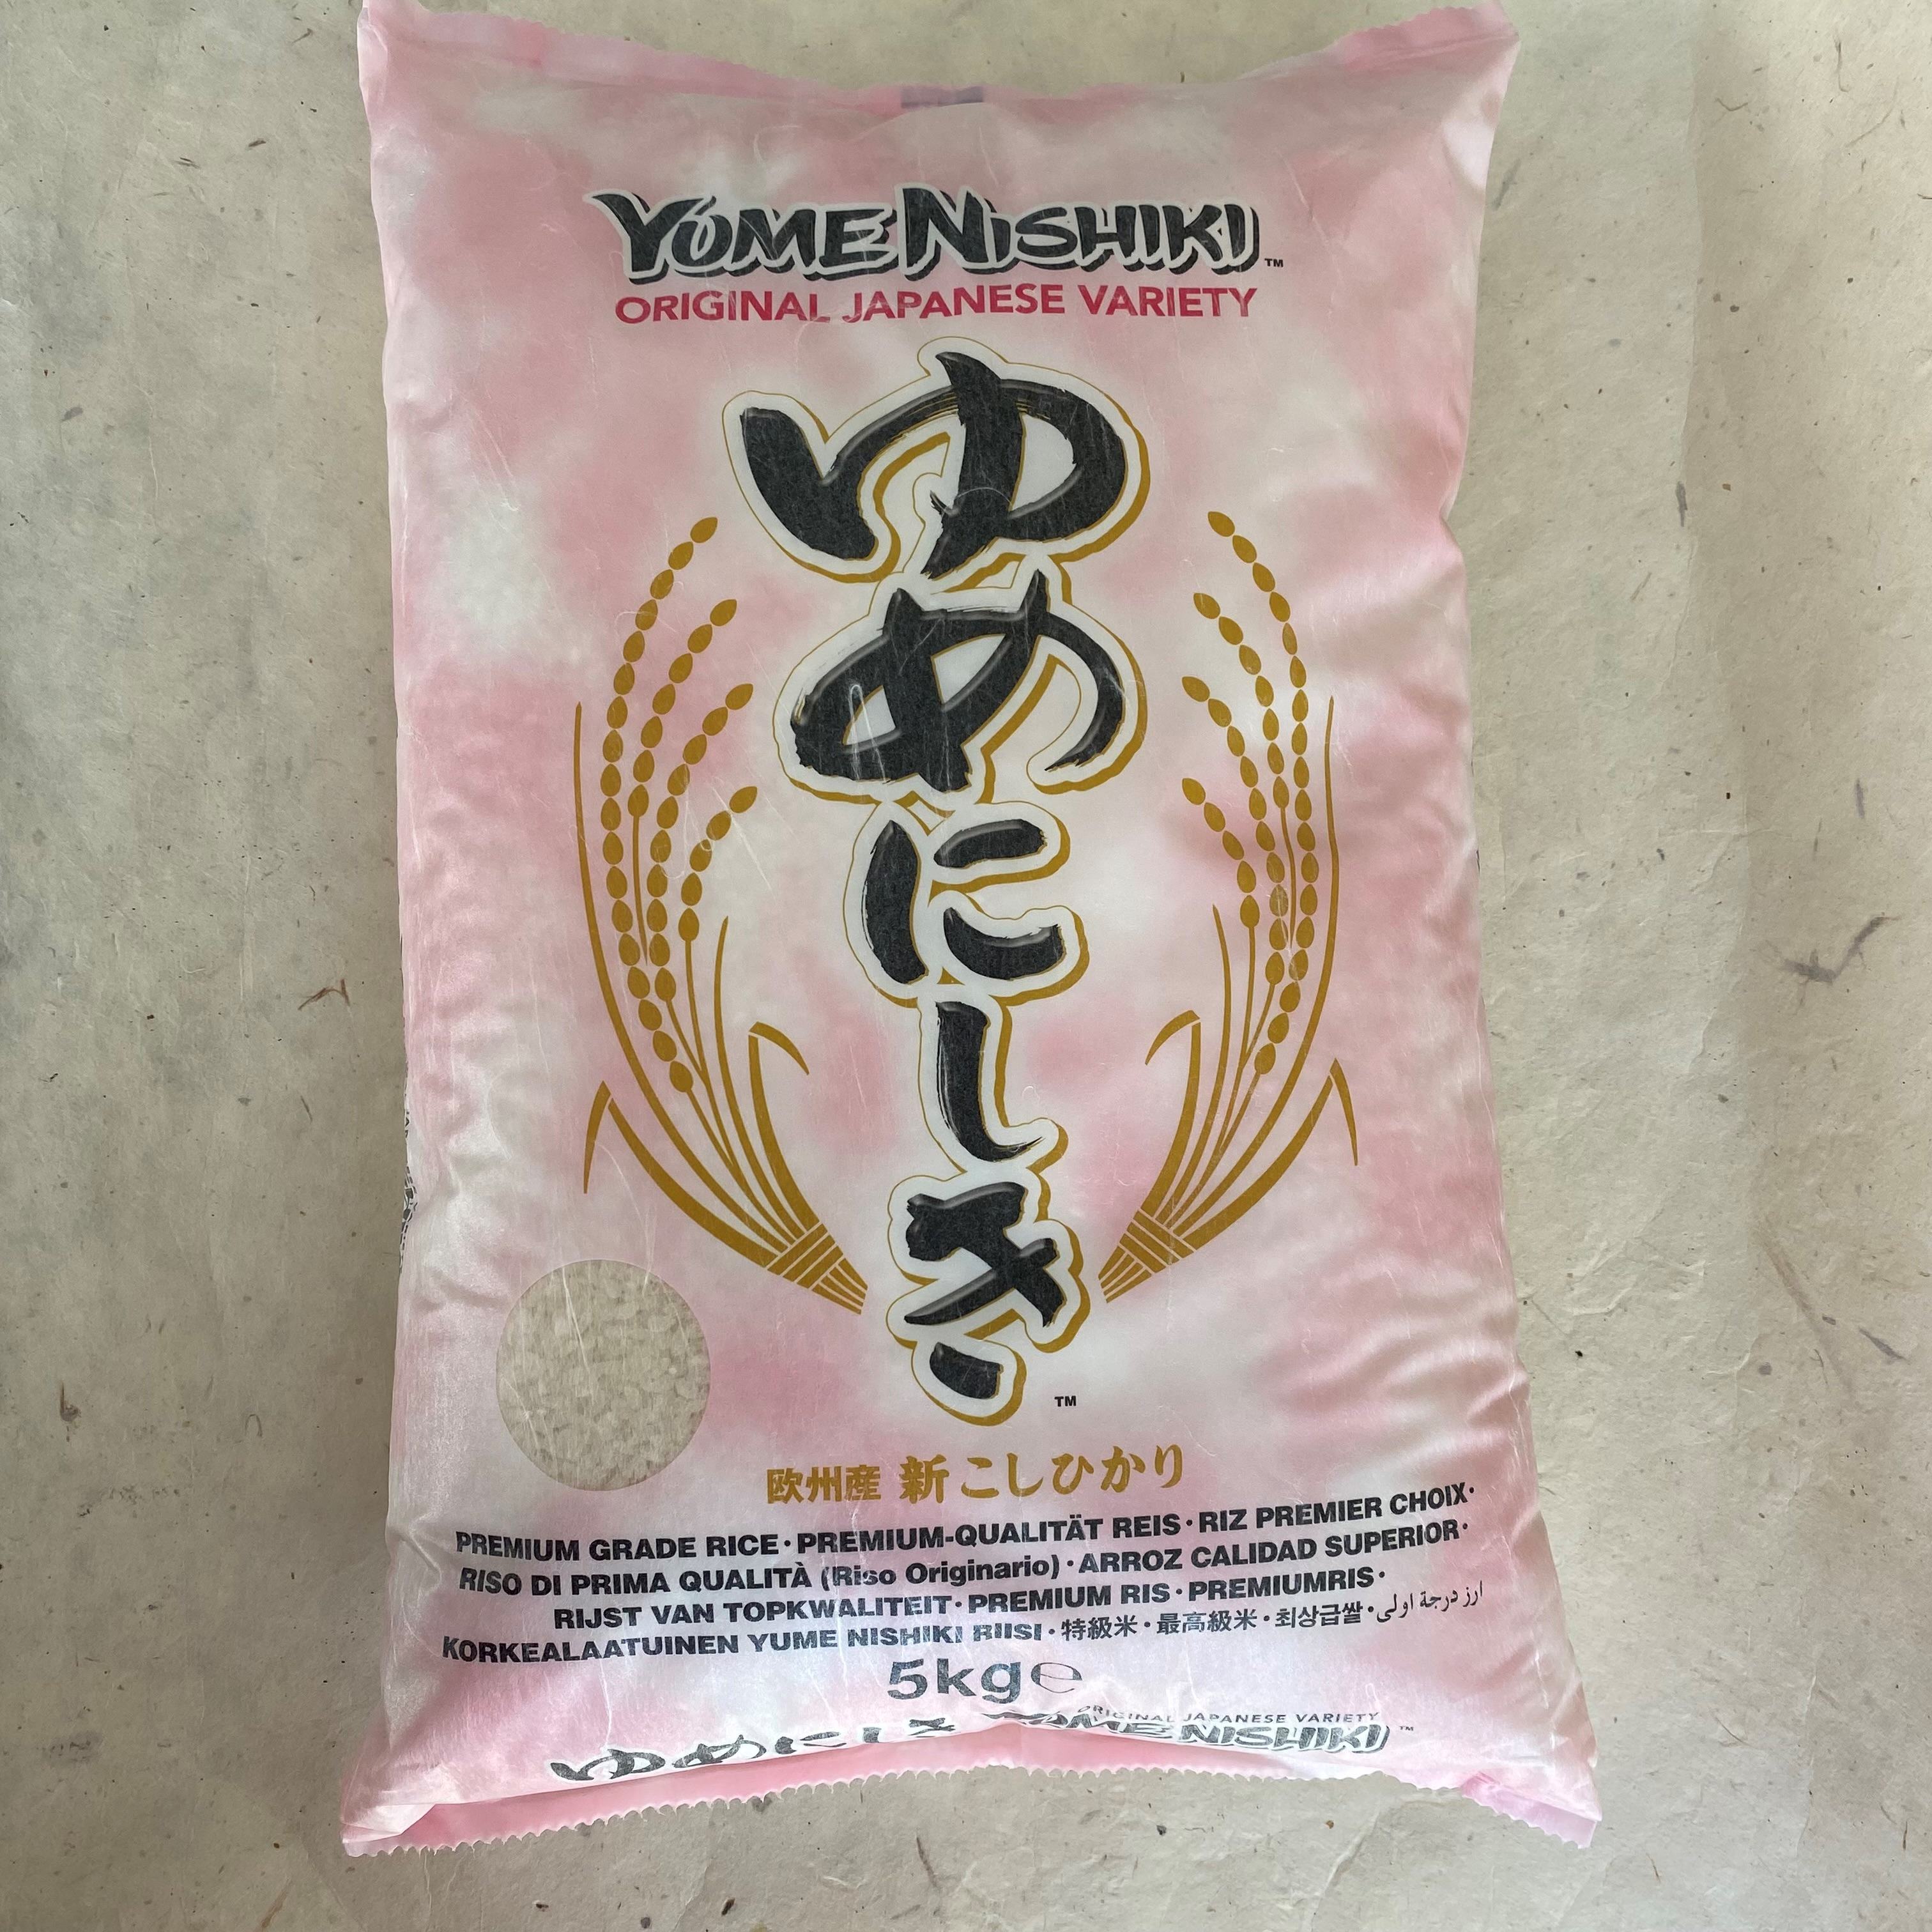 YUME NISHIKI™
ORIGINAL JAPANESE VARIETY
ゆめにしき™
欧州産 新こしひかり
PREMIUM GRADE RICE · PREMIUM-QUALITÄT REIS · RIZ PREMIER CHOIX ·
RISO DI PRIMA QUALITÀ (Riso Originario) · ARROZ CALIDAD SUPERIOR ·
RIJST VAN TOPKWALITEIT · PREMIUM RIS · PREMIUMRIS ·
KORKEALAATUINEN YUME NISHIKI RIISI · 特級米 · 最高級米 · 최상급쌀 · ارز درجة اولى
5kg℮
ORIGINAL JAPANESE VARIETY
ゆめにしき YUME NISHIKI™